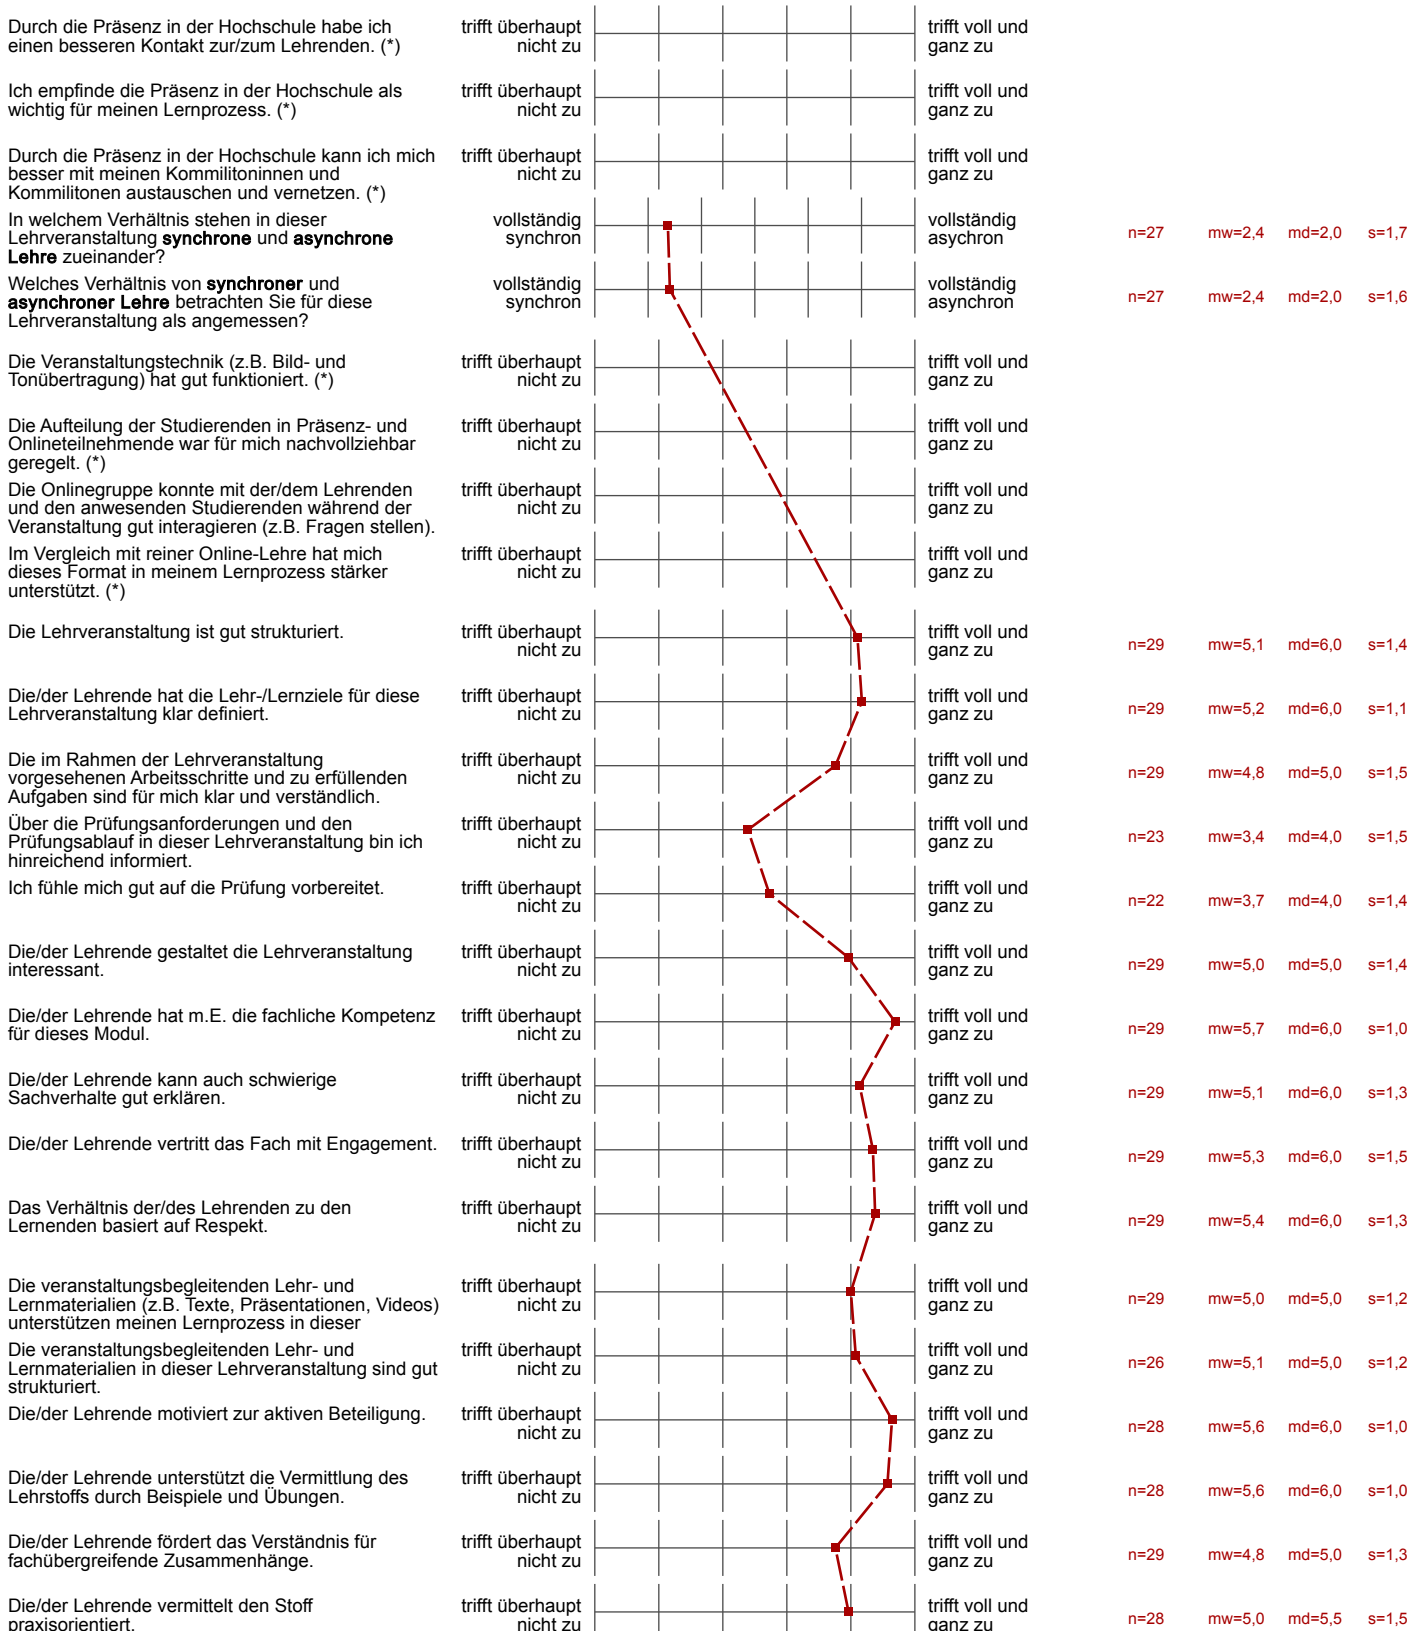 Durch die Präsenz in der Hochschule habe ich
einen besseren Kontakt zur/zum Lehrenden. (*)
trifft überhaupt
nicht zu
trifft voll und
ganz zu
Ich empfinde die Präsenz in der Hochschule als
wichtig für meinen Lernprozess. (*)
trifft überhaupt
nicht zu
trifft voll und
ganz zu
Durch die Präsenz in der Hochschule kann ich mich
besser mit meinen Kommilitoninnen und
Kommilitonen austauschen und vernetzen. (*)
trifft überhaupt
nicht zu
trifft voll und
ganz zu
In welchem Verhältnis stehen in dieser
Lehrveranstaltung synchrone und asynchrone
Lehre zueinander?
vollständig
synchron
vollständig
asychron
n=27 mw=2,4 md=2,0 s=1,7
Welches Verhältnis von synchroner und
asynchroner Lehre betrachten Sie für diese
Lehrveranstaltung als angemessen?
vollständig
synchron
vollständig
asynchron
n=27 mw=2,4 md=2,0 s=1,6
Die Veranstaltungstechnik (z.B. Bild- und
Tonübertragung) hat gut funktioniert. (*)
trifft überhaupt
nicht zu
trifft voll und
ganz zu
Die Aufteilung der Studierenden in Präsenz- und
Onlineteilnehmende war für mich nachvollziehbar
geregelt. (*)
trifft überhaupt
nicht zu
trifft voll und
ganz zu
Die Onlinegruppe konnte mit der/dem Lehrenden
und den anwesenden Studierenden während der
Veranstaltung gut interagieren (z.B. Fragen stellen).
trifft überhaupt
nicht zu
trifft voll und
ganz zu
Im Vergleich mit reiner Online-Lehre hat mich
dieses Format in meinem Lernprozess stärker
unterstützt. (*)
trifft überhaupt
nicht zu
trifft voll und
ganz zu
Die Lehrveranstaltung ist gut strukturiert.
trifft überhaupt
nicht zu
trifft voll und
ganz zu
n=29 mw=5,1 md=6,0 s=1,4
Die/der Lehrende hat die Lehr-/Lernziele für diese
Lehrveranstaltung klar definiert.
trifft überhaupt
nicht zu
trifft voll und
ganz zu
n=29 mw=5,2 md=6,0 s=1,1
Die im Rahmen der Lehrveranstaltung
vorgesehenen Arbeitsschritte und zu erfüllenden
Aufgaben sind für mich klar und verständlich.
trifft überhaupt
nicht zu
trifft voll und
ganz zu
n=29 mw=4,8 md=5,0 s=1,5
Über die Prüfungsanforderungen und den
Prüfungsablauf in dieser Lehrveranstaltung bin ich
hinreichend informiert.
trifft überhaupt
nicht zu
trifft voll und
ganz zu
n=23 mw=3,4 md=4,0 s=1,5
Ich fühle mich gut auf die Prüfung vorbereitet.
trifft überhaupt
nicht zu
trifft voll und
ganz zu
n=22 mw=3,7 md=4,0 s=1,4
Die/der Lehrende gestaltet die Lehrveranstaltung
interessant.
trifft überhaupt
nicht zu
trifft voll und
ganz zu
n=29 mw=5,0 md=5,0 s=1,4
Die/der Lehrende hat m.E. die fachliche Kompetenz
für dieses Modul.
trifft überhaupt
nicht zu
trifft voll und
ganz zu
n=29 mw=5,7 md=6,0 s=1,0
Die/der Lehrende kann auch schwierige
Sachverhalte gut erklären.
trifft überhaupt
nicht zu
trifft voll und
ganz zu
n=29 mw=5,1 md=6,0 s=1,3
Die/der Lehrende vertritt das Fach mit Engagement.
trifft überhaupt
nicht zu
trifft voll und
ganz zu
n=29 mw=5,3 md=6,0 s=1,5
Das Verhältnis der/des Lehrenden zu den
Lernenden basiert auf Respekt.
trifft überhaupt
nicht zu
trifft voll und
ganz zu
n=29 mw=5,4 md=6,0 s=1,3
Die veranstaltungsbegleitenden Lehr- und
Lernmaterialien (z.B. Texte, Präsentationen, Videos)
unterstützen meinen Lernprozess in dieser
trifft überhaupt
nicht zu
trifft voll und
ganz zu
n=29 mw=5,0 md=5,0 s=1,2
Die veranstaltungsbegleitenden Lehr- und
Lernmaterialien in dieser Lehrveranstaltung sind gut
strukturiert.
trifft überhaupt
nicht zu
trifft voll und
ganz zu
n=26 mw=5,1 md=5,0 s=1,2
Die/der Lehrende motiviert zur aktiven Beteiligung.
trifft überhaupt
nicht zu
trifft voll und
ganz zu
n=28 mw=5,6 md=6,0 s=1,0
Die/der Lehrende unterstützt die Vermittlung des
Lehrstoffs durch Beispiele und Übungen.
trifft überhaupt
nicht zu
trifft voll und
ganz zu
n=28 mw=5,6 md=6,0 s=1,0
Die/der Lehrende fördert das Verständnis für
fachübergreifende Zusammenhänge.
trifft überhaupt
nicht zu
trifft voll und
ganz zu
n=29 mw=4,8 md=5,0 s=1,3
Die/der Lehrende vermittelt den Stoff
praxisorientiert.
trifft überhaupt
nicht zu
trifft voll und
ganz zu
n=28 mw=5,0 md=5,5 s=1,5